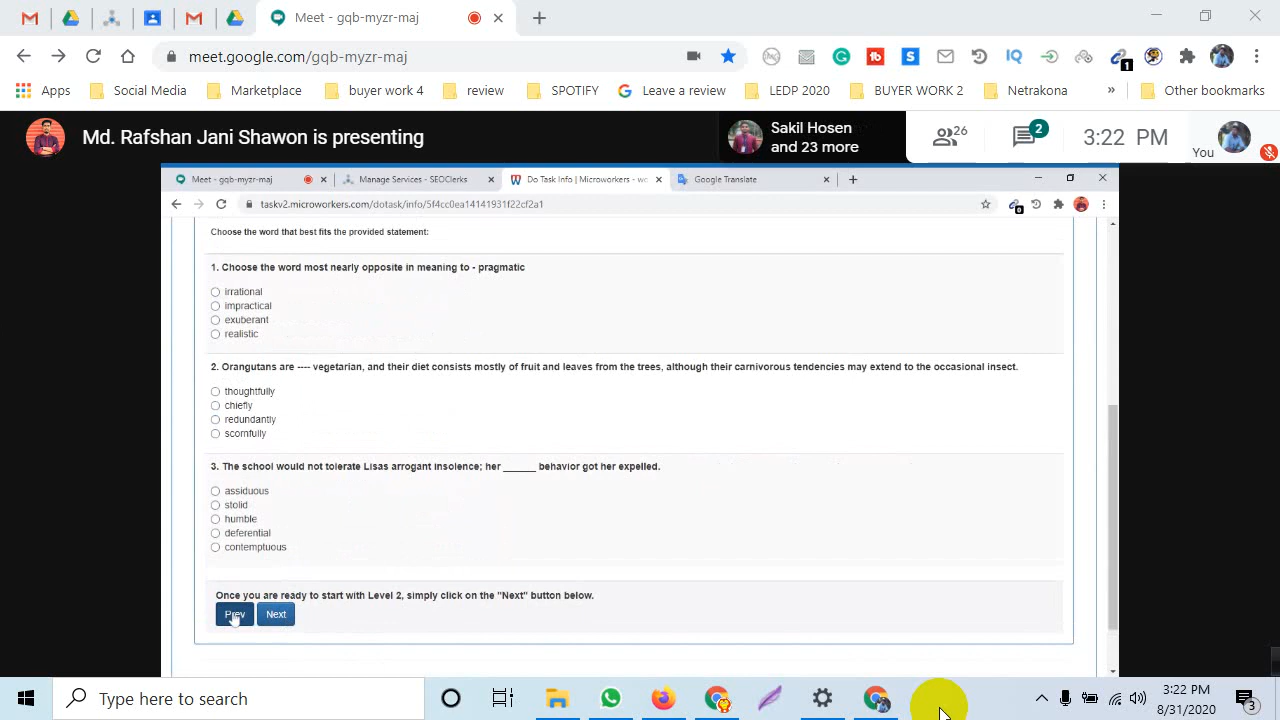 Meet - gqb-myzr-maj
meet.google.com/gqb-myzr-maj
1
Apps
Social Media
Marketplace
buyer work 4
review
SPOTIFY
Leave a review
LEDP 2020
BUYER WORK 2
Netrakona
»
Other bookmarks
Md. Rafshan Jani Shawon is presenting
Sakil Hosen
and 23 more
26
2
3:22 PM
You
Meet - gqb-myzr-maj
Manage Services - SEOClerks
Do Task Info | Microworkers - wo
Google Translate
taskv2.microworkers.com/dotask/info/5f4cc0ea14141931f22cf2a1
Choose the word that best fits the provided statement:
1. Choose the word most nearly opposite in meaning to - pragmatic
irrational
impractical
exuberant
realistic
2. Orangutans are ---- vegetarian, and their diet consists mostly of fruit and leaves from the trees, although their carnivorous tendencies may extend to the occasional insect.
thoughtfully
chiefly
redundantly
scornfully
3. The school would not tolerate Lisas arrogant insolence; her ______ behavior got her expelled.
assiduous
stolid
humble
deferential
contemptuous
Once you are ready to start with Level 2, simply click on the "Next" button below.
Prev
Next
Type here to search
3:22 PM
8/31/2020
3